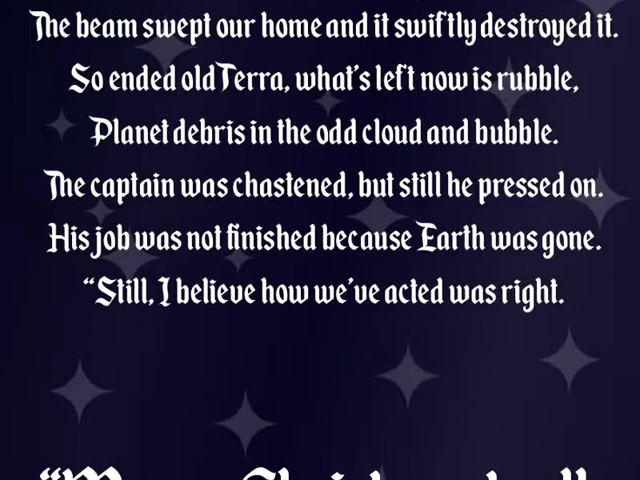 The beam swept our home and it swiftly destroyed it.
So ended old Terra, what's left now is rubble,
Planet debris in the odd cloud and bubble.
The captain was chastened, but still he pressed on.
His job was not finished because Earth was gone.
“Still, I believe how we've acted was right.